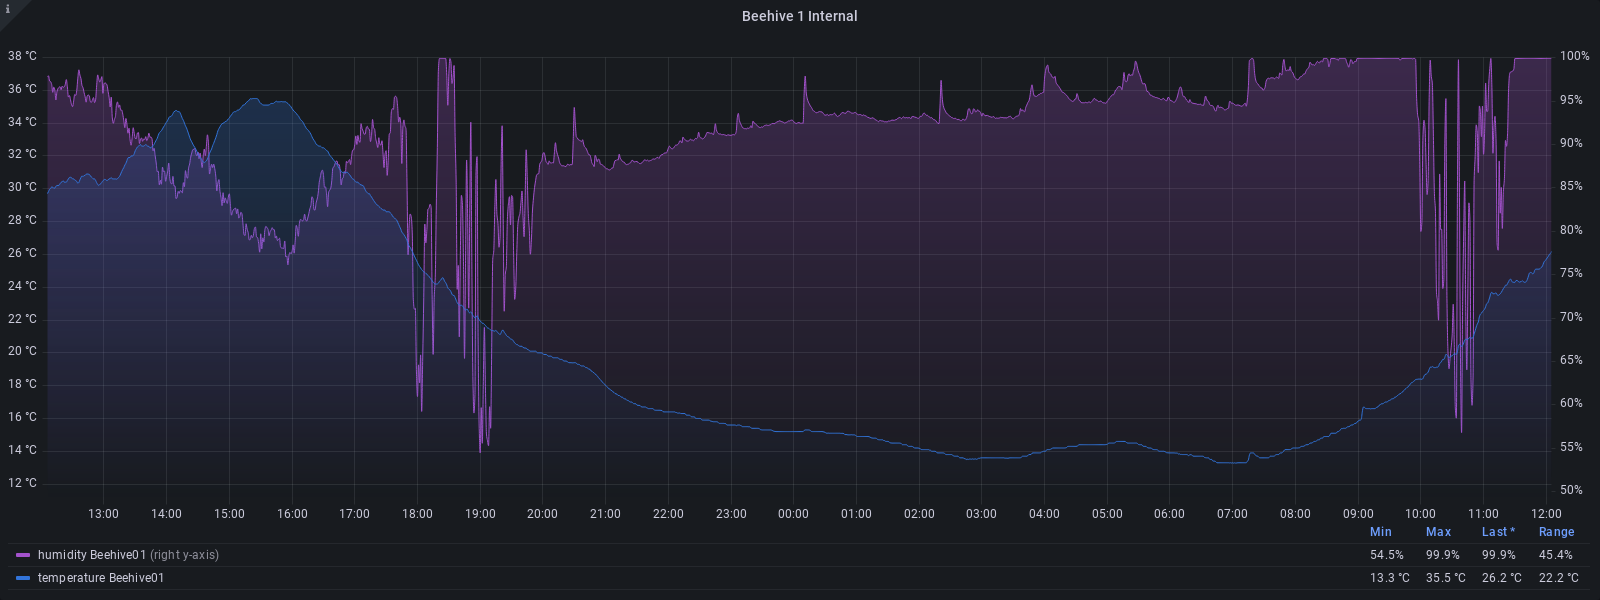 i
Beehive 1 Internal
38 °C 100%
36 °C 95%
34 °C 90%
32 °C 85%
30 °C 80%
28 °C 75%
26 °C 70%
24 °C 65%
22 °C 60%
20 °C 55%
18 °C 50%
16 °C
14 °C
12 °C
13:00 14:00 15:00 16:00 17:00 18:00 19:00 20:00 21:00 22:00 23:00 00:00 01:00 02:00 03:00 04:00 05:00 06:00 07:00 08:00 09:00 10:00 11:00 12:00
Min Max Last * Range
humidity Beehive01 (right y-axis) 54.5% 99.9% 99.9% 45.4%
temperature Beehive01 13.3 °C 35.5 °C 26.2 °C 22.2 °C